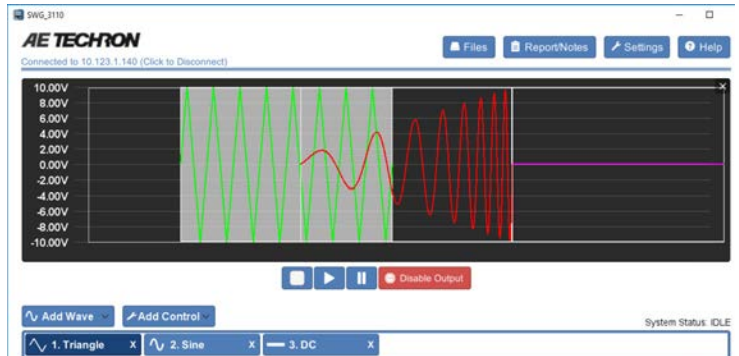 SWG_3110
AE TECHRON
Files
Report/Notes
Settings
Help
Connected to 10.123.1.140 (Click to Disconnect)
10.00V
8.00V
6.00V
4.00V
2.00V
0.00V
-2.00V
-4.00V
-6.00V
-8.00V
-10.00V
Disable Output
Add Wave
Add Control
System Status: IDLE
1. Triangle X
2. Sine X
3. DC X